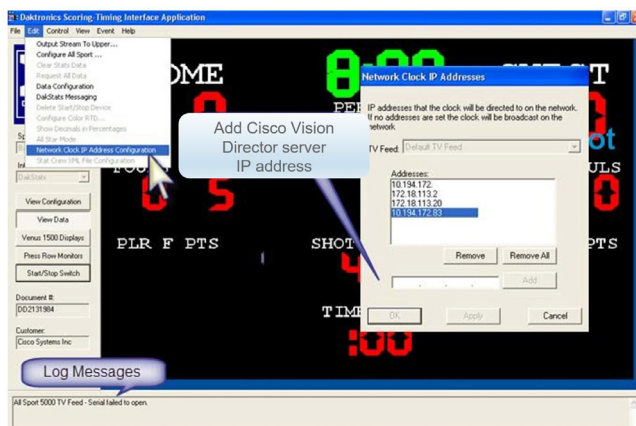 Daktronics Scoring-Timing Interface Application
File Edit Control View Event Help
Output Stream To Upper...
Configure All Sport ...
Clear Stats Data
Request All Data
Data Configuration
DakStats Messaging
Delete Start/Stop Device
Configure Color RTD...
Show Decimals in Percentages
All Star Mode
Network Clock IP Address Configuration
Stat Crew XML File Configuration
DakStats
View Configuration
View Data
Venus 1500 Displays
Press Row Monitors
Start/Stop Switch
Document #:
DD2131984
Customer:
Cisco Systems Inc
OME
8:00
PLR F PTS
5
SHOT
TIM
:00
PTS
ULS
0
ot
Network Clock IP Addresses
IP addresses that the clock will be directed to on the network.
If no addresses are set the clock will be broadcast on the
network
TV Feed: Default TV Feed
Addresses:
10.194.172.
172.18.113.2
172.18.113.20
10.194.172.83
Remove Remove All
Add
OK Apply Cancel
Add Cisco Vision
Director server
IP address
Log Messages
All Sport 5000 TV Feed - Serial failed to open.